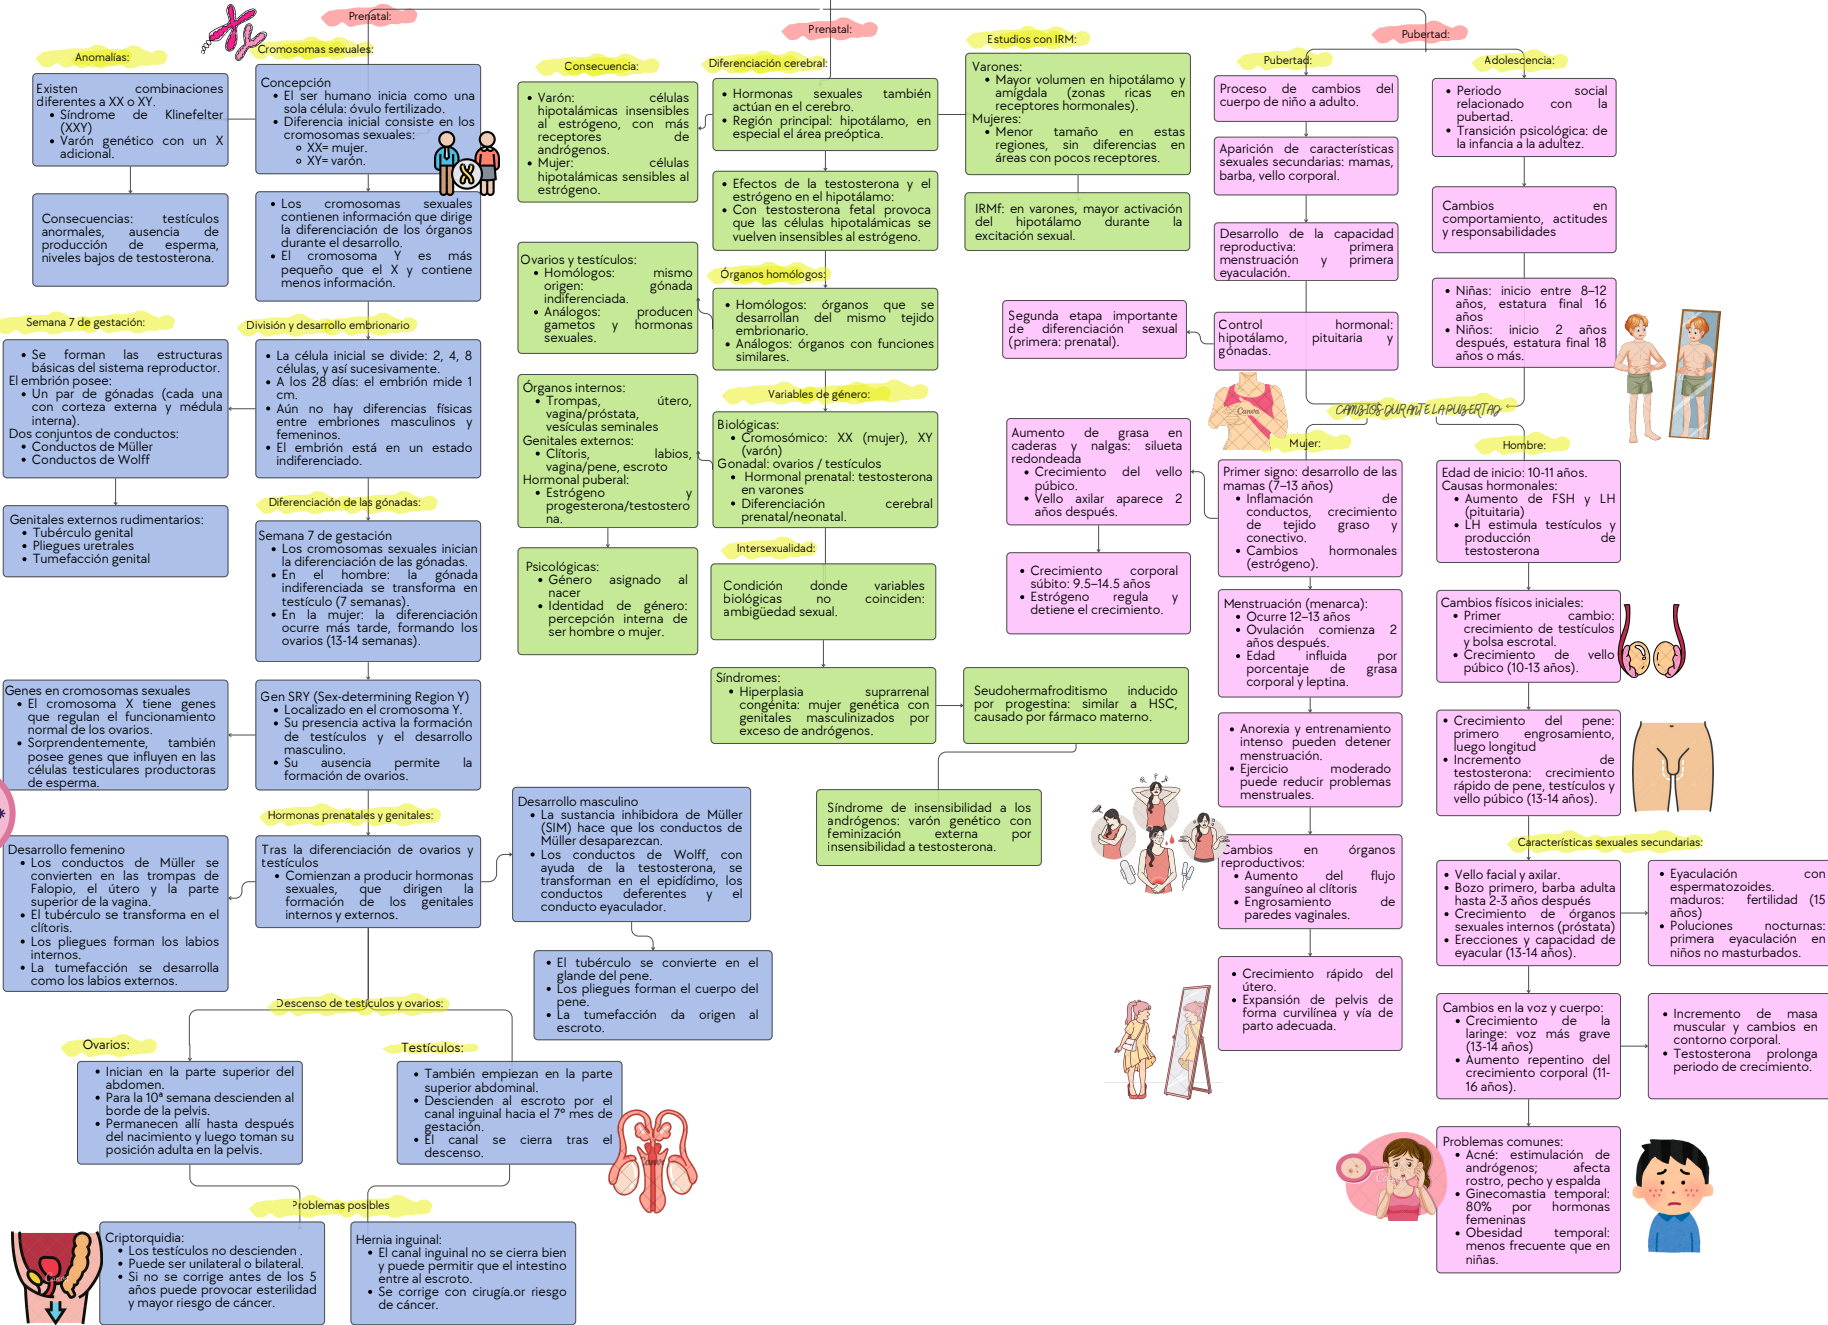 Prenatal:
Cromosomas sexuales:
Anomalías:
Existen combinaciones
diferentes a XX o XY.
• Síndrome de Klinefelter
(XXY)
• Varón genético con un X
adicional.
Consecuencias: testículos
anormales, ausencia de
producción de esperma,
niveles bajos de testosterona.
Concepción
• El ser humano inicia como una
sola célula: óvulo fertilizado.
• Diferencia inicial consiste en los
cromosomas sexuales:
◦ XX= mujer.
◦ XY= varón.
• Los cromosomas sexuales
contienen información que dirige
la diferenciación de los órganos
durante el desarrollo.
• El cromosoma Y es más
pequeño que el X y contiene
menos información.
Semana 7 de gestación:
• Se forman las estructuras
básicas del sistema reproductor.
El embrión posee:
• Un par de gónadas (cada una
con corteza externa y médula
interna).
Dos conjuntos de conductos:
• Conductos de Müller
• Conductos de Wolff
Genitales externos rudimentarios:
• Tubérculo genital
• Pliegues uretrales
• Tumefacción genital
División y desarrollo embrionario
• La célula inicial se divide: 2, 4, 8
células, y así sucesivamente.
• A los 28 días: el embrión mide 1
cm.
• Aún no hay diferencias físicas
entre embriones masculinos y
femeninos.
• El embrión está en un estado
indiferenciado.
Diferenciación de las gónadas:
Semana 7 de gestación
• Los cromosomas sexuales inician
la diferenciación de las gónadas.
• En el hombre: la gónada
indiferenciada se transforma en
testículo (7 semanas).
• En la mujer: la diferenciación
ocurre más tarde, formando los
ovarios (13-14 semanas).
Genes en cromosomas sexuales
• El cromosoma X tiene genes
que regulan el funcionamiento
normal de los ovarios.
• Sorprendentemente, también
posee genes que influyen en las
células testiculares productoras
de esperma.
Gen SRY (Sex-determining Region Y)
• Localizado en el cromosoma Y.
• Su presencia activa la formación
de testículos y el desarrollo
masculino.
• Su ausencia permite la
formación de ovarios.
Hormonas prenatales y genitales:
Desarrollo femenino
• Los conductos de Müller se
convierten en las trompas de
Falopio, el útero y la parte
superior de la vagina.
• El tubérculo se transforma en el
clítoris.
• Los pliegues forman los labios
internos.
• La tumefacción se desarrolla
como los labios externos.
Tras la diferenciación de ovarios y
testículos
• Comienzan a producir hormonas
sexuales, que dirigen la
formación de los genitales
internos y externos.
Desarrollo masculino
• La sustancia inhibidora de Müller
(SIM) hace que los conductos de
Müller desaparezcan.
• Los conductos de Wolff, con
ayuda de la testosterona, se
transforman en el epidídimo, los
conductos deferentes y el
conducto eyaculador.
• El tubérculo se convierte en el
glande del pene.
• Los pliegues forman el cuerpo del
pene.
• La tumefacción da origen al
escroto.
Descenso de testículos y ovarios:
Ovarios:
• Inician en la parte superior del
abdomen.
• Para la 10ª semana descienden al
borde de la pelvis.
• Permanecen allí hasta después
del nacimiento y luego toman su
posición adulta en la pelvis.
Testículos:
• También empiezan en la parte
superior abdominal.
• Descienden al escroto por el
canal inguinal hacia el 7º mes de
gestación.
• El canal se cierra tras el
descenso.
Problemas posibles
Criptorquidia:
• Los testículos no descienden .
• Puede ser unilateral o bilateral.
• Si no se corrige antes de los 5
años puede provocar esterilidad
y mayor riesgo de cáncer.
Hernia inguinal:
• El canal inguinal no se cierra bien
y puede permitir que el intestino
entre al escroto.
• Se corrige con cirugía.or riesgo
de cáncer.
Prenatal:
Diferenciación cerebral:
Consecuencia:
• Varón: células
hipotalámicas insensibles
al estrógeno, con más
receptores de
andrógenos.
• Mujer: células
hipotalámicas sensibles al
estrógeno.
• Hormonas sexuales también
actúan en el cerebro.
• Región principal: hipotálamo, en
especial el área preóptica.
• Efectos de la testosterona y el
estrógeno en el hipotálamo:
• Con testosterona fetal provoca
que las células hipotalámicas se
vuelven insensibles al estrógeno.
Estudios con IRM:
Varones:
• Mayor volumen en hipotálamo y
amígdala (zonas ricas en
receptores hormonales).
Mujeres:
• Menor tamaño en estas
regiones, sin diferencias en
áreas con pocos receptores.
IRMf: en varones, mayor activación
del hipotálamo durante la
excitación sexual.
Órganos homólogos:
Ovarios y testículos:
• Homólogos: mismo
origen: gónada
indiferenciada.
• Análogos: producen
gametos y hormonas
sexuales.
• Homólogos: órganos que se
desarrollan del mismo tejido
embrionario.
• Análogos: órganos con funciones
similares.
Variables de género:
Órganos internos:
• Trompas, útero,
vagina/próstata,
vesículas seminales
Genitales externos:
• Clítoris, labios,
vagina/pene, escroto
Hormonal puberal:
• Estrógeno y
progesterona/testostero
na.
Biológicas:
• Cromosómico: XX (mujer), XY
(varón)
Gonadal: ovarios / testículos
• Hormonal prenatal: testosterona
en varones
• Diferenciación cerebral
prenatal/neonatal.
Psicológicas:
• Género asignado al
nacer
• Identidad de género:
percepción interna de
ser hombre o mujer.
Intersexualidad:
Condición donde variables
biológicas no coinciden:
ambigüedad sexual.
Síndromes:
• Hiperplasia suprarrenal
congénita: mujer genética con
genitales masculinizados por
exceso de andrógenos.
Seudohermafroditismo inducido
por progestina: similar a HSC,
causado por fármaco materno.
Síndrome de insensibilidad a los
andrógenos: varón genético con
feminización externa por
insensibilidad a testosterona.
Pubertad:
Pubertad:
Proceso de cambios del
cuerpo de niño a adulto.
Aparición de características
sexuales secundarias: mamas,
barba, vello corporal.
Desarrollo de la capacidad
reproductiva: primera
menstruación y primera
eyaculación.
Control hormonal:
hipotálamo, pituitaria y
gónadas.
Segunda etapa importante
de diferenciación sexual
(primera: prenatal).
Adolescencia:
• Periodo social
relacionado con la
pubertad.
• Transición psicológica: de
la infancia a la adultez.
Cambios en
comportamiento, actitudes
y responsabilidades
• Niñas: inicio entre 8–12
años, estatura final 16
años
• Niños: inicio 2 años
después, estatura final 18
años o más.
CAMBIOS DURANTE LA PUBERTAD
Mujer:
Primer signo: desarrollo de las
mamas (7–13 años)
• Inflamación de
conductos, crecimiento
de tejido graso y
conectivo.
• Cambios hormonales
(estrógeno).
Aumento de grasa en
caderas y nalgas: silueta
redondeada
• Crecimiento del vello
púbico.
• Vello axilar aparece 2
años después.
• Crecimiento corporal
súbito: 9.5–14.5 años
• Estrógeno regula y
detiene el crecimiento.
Menstruación (menarca):
• Ocurre 12–13 años
• Ovulación comienza 2
años después.
• Edad influida por
porcentaje de grasa
corporal y leptina.
• Anorexia y entrenamiento
intenso pueden detener
menstruación.
• Ejercicio moderado
puede reducir problemas
menstruales.
Cambios en órganos
reproductivos:
• Aumento del flujo
sanguíneo al clítoris
• Engrosamiento de
paredes vaginales.
• Crecimiento rápido del
útero.
• Expansión de pelvis de
forma curvilínea y vía de
parto adecuada.
Hombre:
Edad de inicio: 10-11 años.
Causas hormonales:
• Aumento de FSH y LH
(pituitaria)
• LH estimula testículos y
producción de
testosterona
Cambios físicos iniciales:
• Primer cambio:
crecimiento de testículos
y bolsa escrotal.
• Crecimiento de vello
púbico (10-13 años).
• Crecimiento del pene:
primero engrosamiento,
luego longitud
• Incremento de
testosterona: crecimiento
rápido de pene, testículos y
vello púbico (13-14 años).
Características sexuales secundarias:
• Vello facial y axilar.
• Bozo primero, barba adulta
hasta 2-3 años después
• Crecimiento de órganos
sexuales internos (próstata)
• Erecciones y capacidad de
eyacular (13-14 años).
• Eyaculación con
espermatozoides.
maduros: fertilidad (15
años)
• Poluciones nocturnas:
primera eyaculación en
niños no masturbados.
Cambios en la voz y cuerpo:
• Crecimiento de la
laringe: voz más grave
(13-14 años)
• Aumento repentino del
crecimiento corporal (11-
16 años).
• Incremento de masa
muscular y cambios en
contorno corporal.
• Testosterona prolonga
periodo de crecimiento.
Problemas comunes:
• Acné: estimulación de
andrógenos; afecta
rostro, pecho y espalda
• Ginecomastia temporal:
80% por hormonas
femeninas
• Obesidad temporal:
menos frecuente que en
niñas.